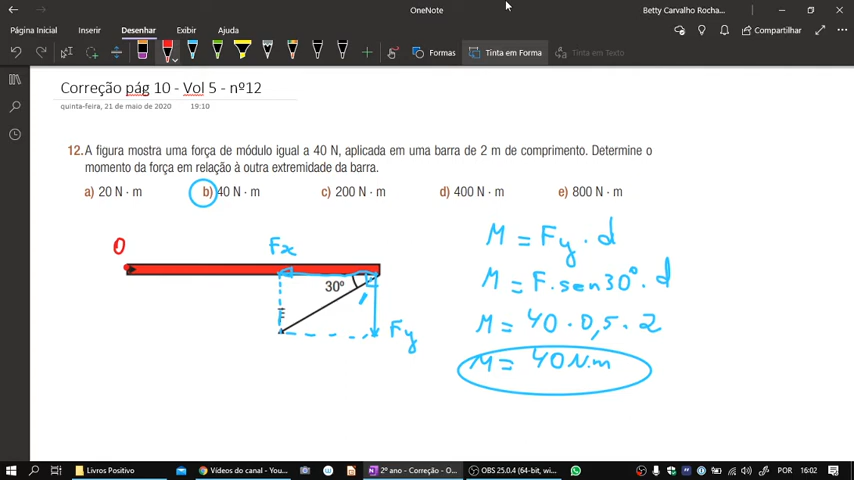 OneNote
Betty Carvalho Rocha...
Página Inicial Inserir Desenhar Exibir Ajuda
Compartilhar
Formas Tinta em Forma Tinta em Texto
Correção pág 10 - Vol 5 - nº12
quinta-feira, 21 de maio de 2020 19:10
12. A figura mostra uma força de módulo igual a 40 N, aplicada em uma barra de 2 m de comprimento. Determine o
momento da força em relação à outra extremidade da barra.
a) 20 N · m b) 40 N · m c) 200 N · m d) 400 N · m e) 800 N · m
O
Fx
30º
F
Fy
M = Fy · d
M = F · sen30° · d
M = 40 · 0,5 · 2
M = 40 N.m
Livros Positivo
Vídeos do canal - You...
2º ano - Correção - O...
OBS 25.0.4 (64-bit, wi...
POR 16:02